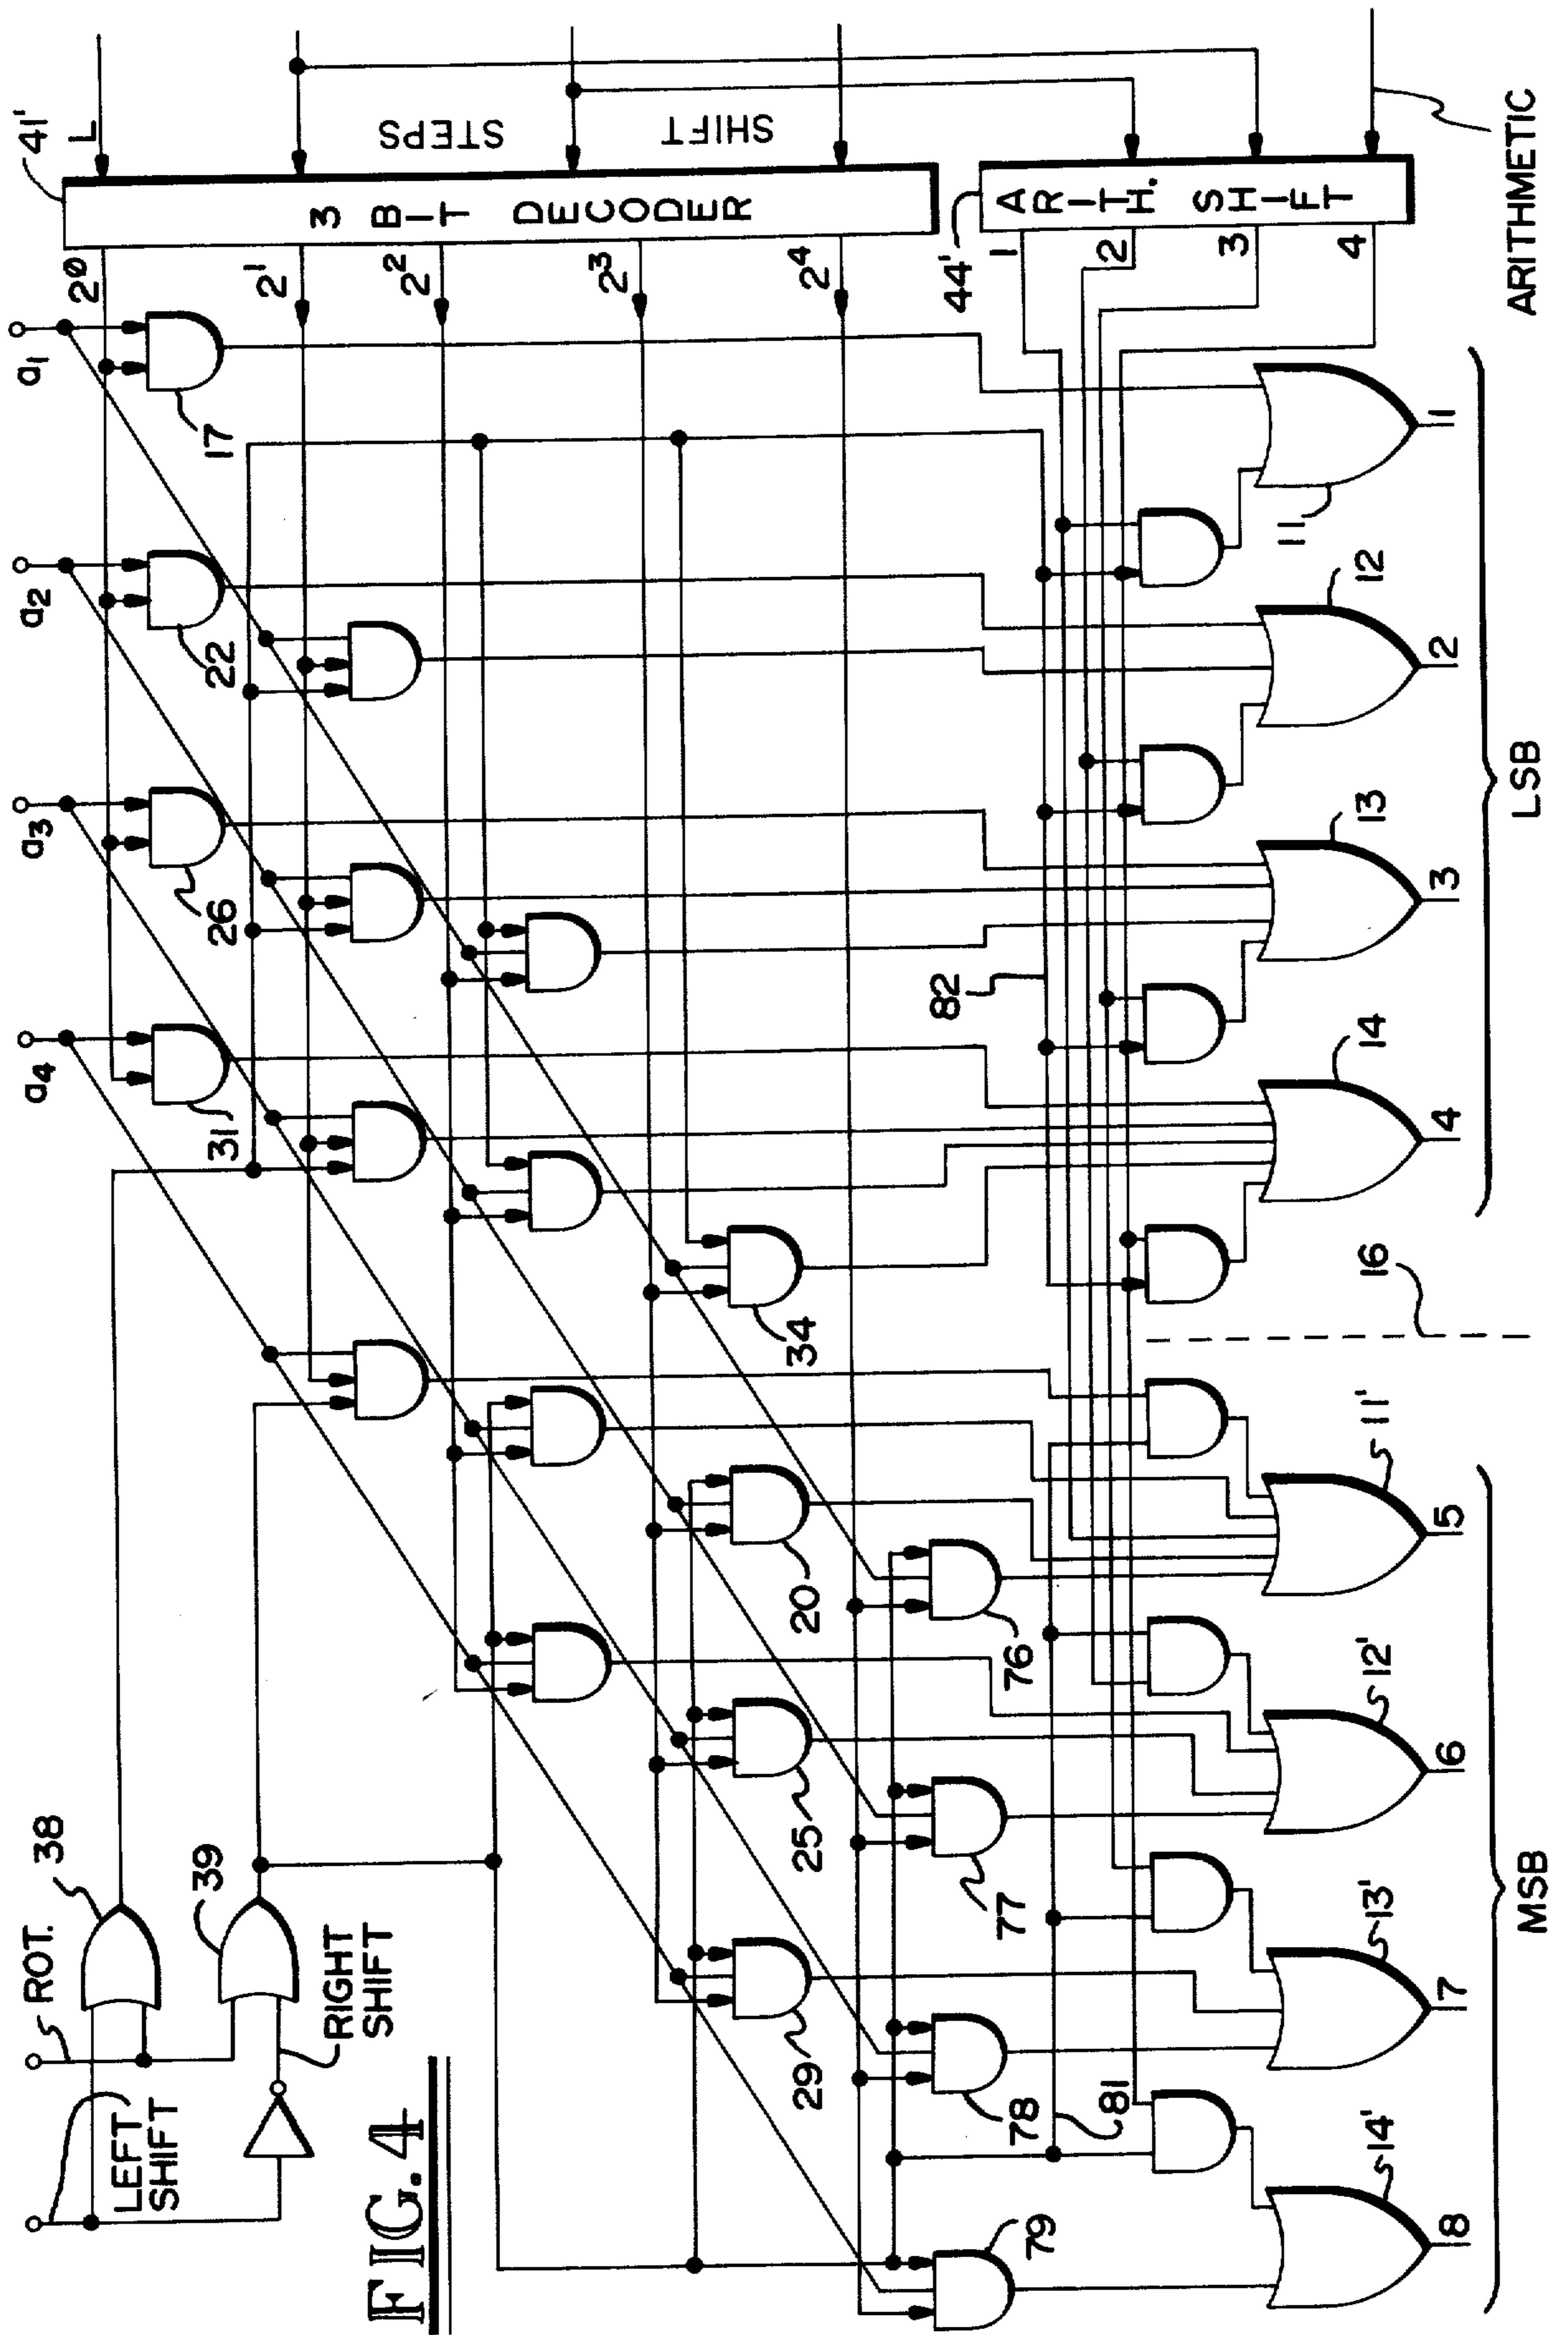 LEFT
SHIFT
ROT.
38
39
RIGHT
SHIFT
a4
a3
a2
a1
41'
L
2⁰
2¹
2²
2³
2⁴
3 BIT DECODER
SHIFT STEPS
31
26
22
17
34
20
25
29
76
77
78
79
81
82
44'
ARITH. SHIFT
1
2
3
4
ARITHMETIC
14'
13'
12'
11'
16
14
13
12
11
8
7
6
5
4
3
2
1
MSB
LSB
FIG. 4